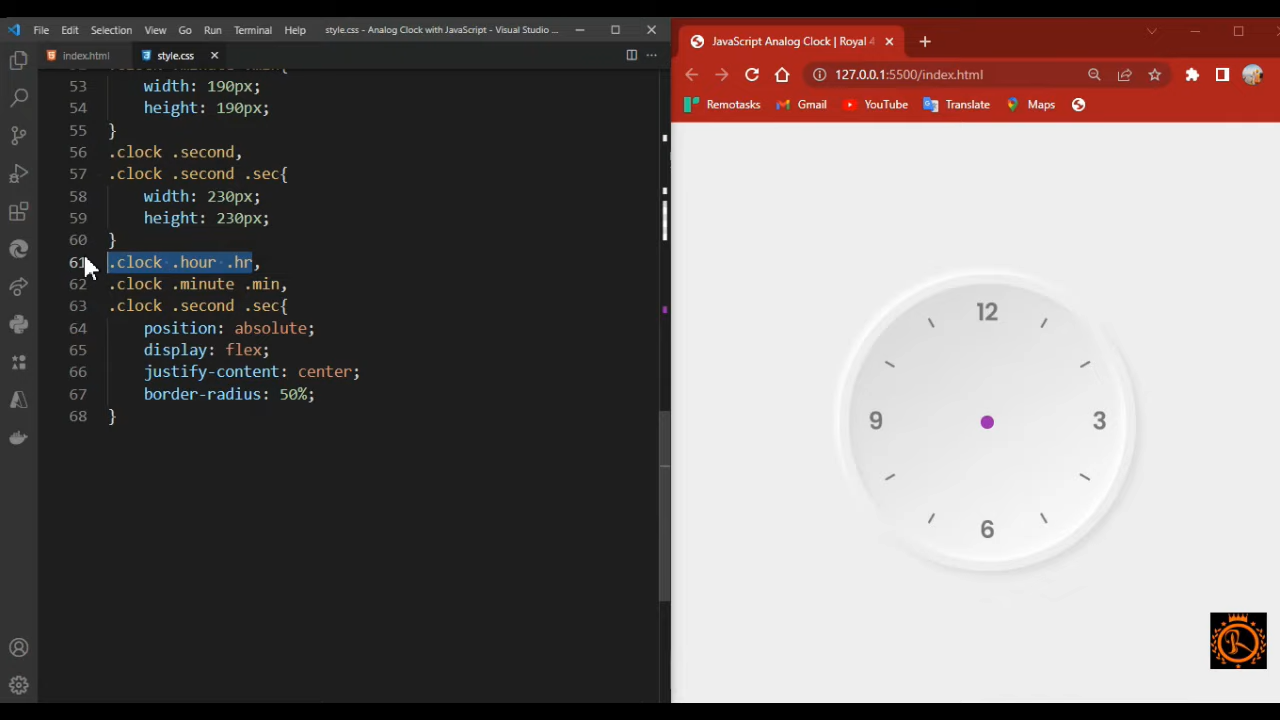 File Edit Selection View Go Run Terminal Help style.css - Analog Clock with JavaScript - Visual Studio ...
index.html style.css
53 width: 190px;
54 height: 190px;
55 }
56 .clock .second,
57 .clock .second .sec{
58 width: 230px;
59 height: 230px;
60 }
61 .clock .hour .hr,
62 .clock .minute .min,
63 .clock .second .sec{
64 position: absolute;
65 display: flex;
66 justify-content: center;
67 border-radius: 50%;
68 }
JavaScript Analog Clock | Royal 4
127.0.0.1:5500/index.html
Remotasks Gmail YouTube Translate Maps
12
9 3
6